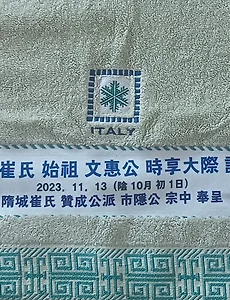 ITALY
崔氏 始祖 文惠公 時享大際
2023. 11. 13 (陰 10月 初 1日)
隋城崔氏 贊成公派 市隱公 宗中 奉呈